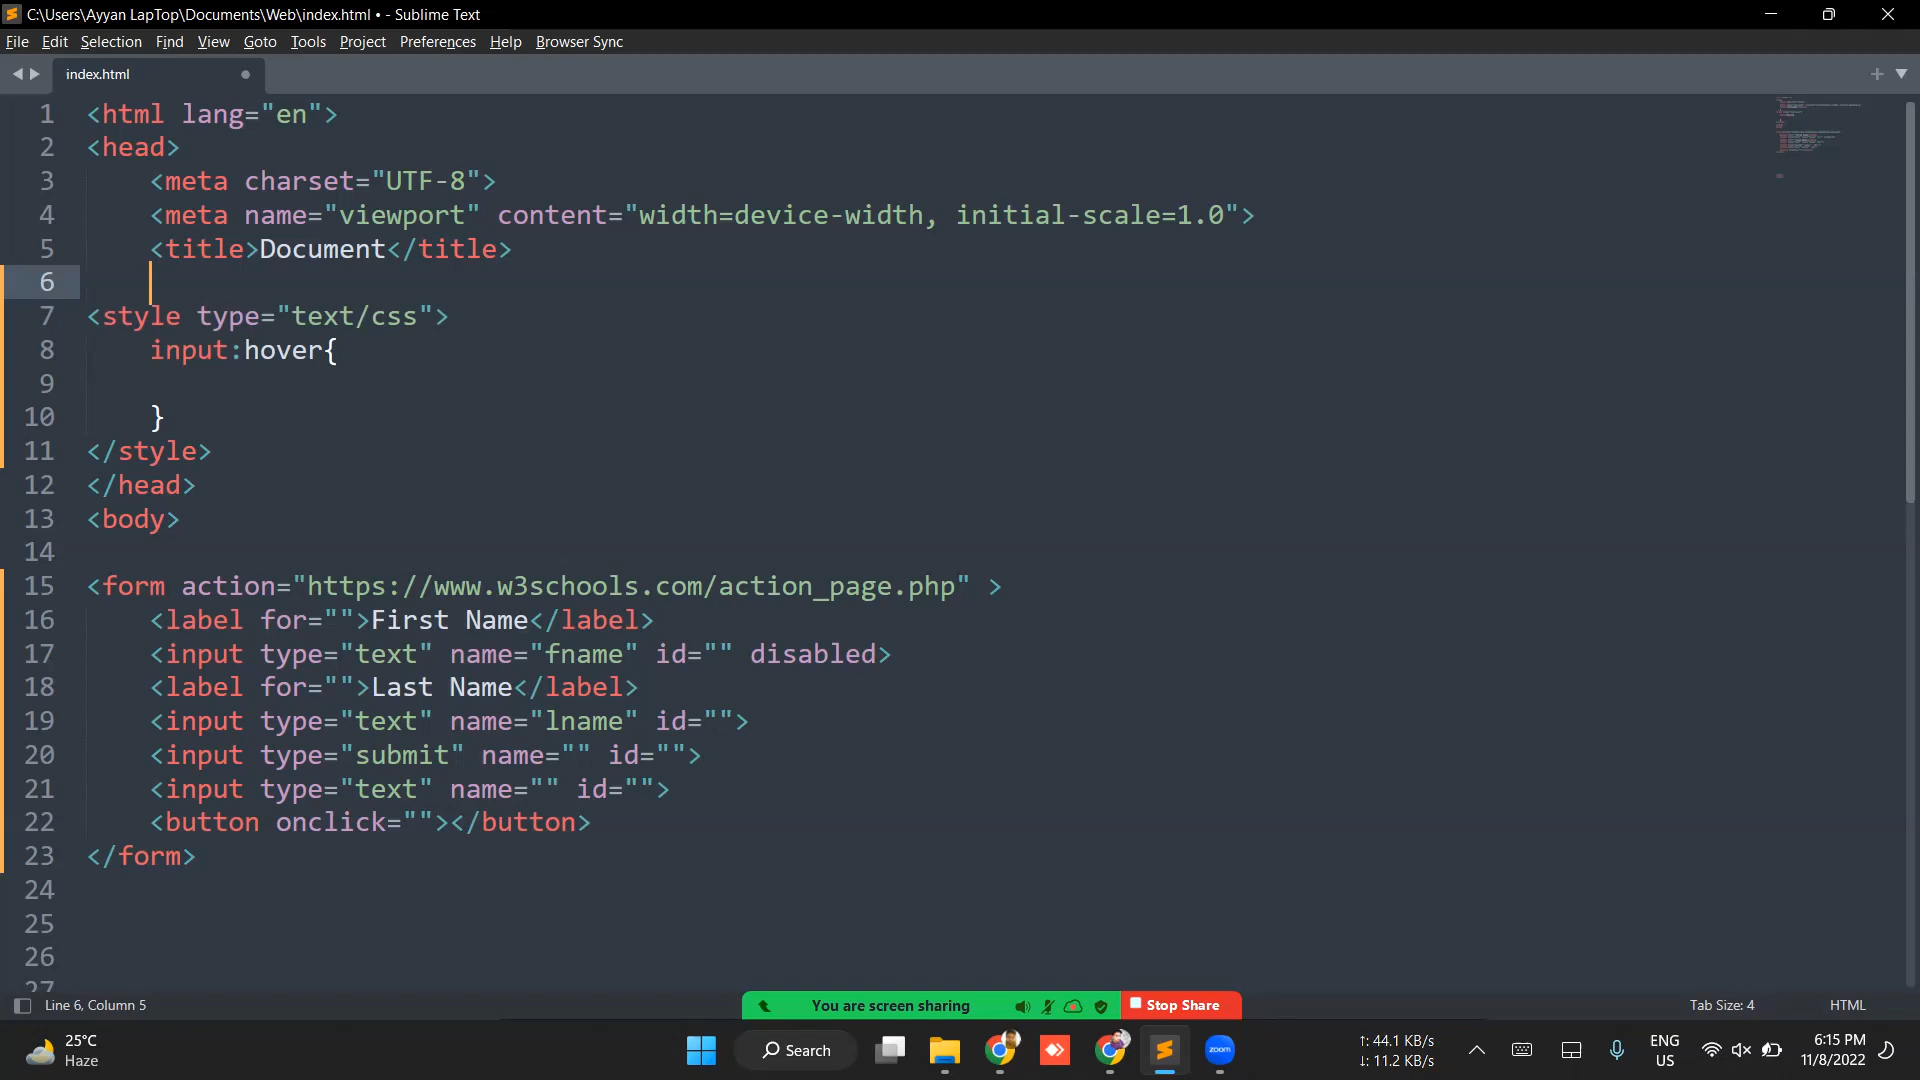 C:\Users\Ayyan LapTop\Documents\Web\index.html • - Sublime Text
File Edit Selection Find View Goto Tools Project Preferences Help Browser Sync
index.html
1 <html lang="en">
2 <head>
3 <meta charset="UTF-8">
4 <meta name="viewport" content="width=device-width, initial-scale=1.0">
5 <title>Document</title>
6
7 <style type="text/css">
8 input:hover{
9
10 }
11 </style>
12 </head>
13 <body>
14
15 <form action="https://www.w3schools.com/action_page.php" >
16 <label for="">First Name</label>
17 <input type="text" name="fname" id="" disabled>
18 <label for="">Last Name</label>
19 <input type="text" name="lname" id="">
20 <input type="submit" name="" id="">
21 <input type="text" name="" id="">
22 <button onclick=""></button>
23 </form>
24
25
26
27
Line 6, Column 5
You are screen sharing
Stop Share
Tab Size: 4
HTML
25°C
Haze
Search
zoom
↑: 44.1 KB/s
↓: 11.2 KB/s
ENG
US
6:15 PM
11/8/2022